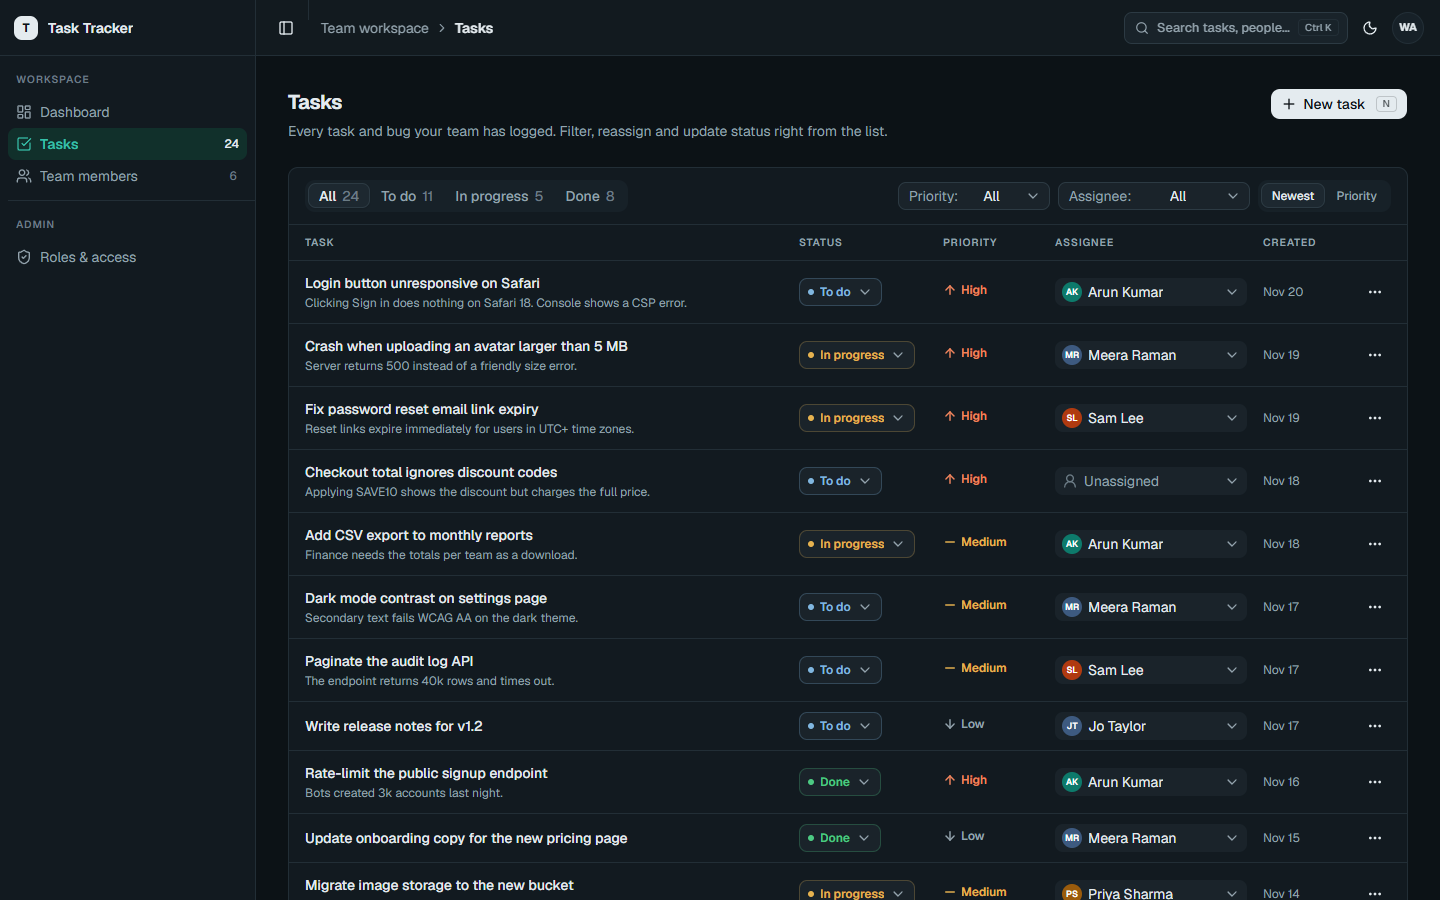 T Task Tracker
Team workspace > Tasks
Search tasks, people... Ctrl K
WA
WORKSPACE
Dashboard
Tasks 24
Team members 6
ADMIN
Roles & access
Tasks
Every task and bug your team has logged. Filter, reassign and update status right from the list.
New task N
All 24 To do 11 In progress 5 Done 8
Priority: All Assignee: All Newest Priority
TASK STATUS PRIORITY ASSIGNEE CREATED
Login button unresponsive on Safari
Clicking Sign in does nothing on Safari 18. Console shows a CSP error.
To do High AK Arun Kumar Nov 20
Crash when uploading an avatar larger than 5 MB
Server returns 500 instead of a friendly size error.
In progress High MR Meera Raman Nov 19
Fix password reset email link expiry
Reset links expire immediately for users in UTC+ time zones.
In progress High SL Sam Lee Nov 19
Checkout total ignores discount codes
Applying SAVE10 shows the discount but charges the full price.
To do High Unassigned Nov 18
Add CSV export to monthly reports
Finance needs the totals per team as a download.
In progress Medium AK Arun Kumar Nov 18
Dark mode contrast on settings page
Secondary text fails WCAG AA on the dark theme.
To do Medium MR Meera Raman Nov 17
Paginate the audit log API
The endpoint returns 40k rows and times out.
To do Medium SL Sam Lee Nov 17
Write release notes for v1.2
To do Low JT Jo Taylor Nov 17
Rate-limit the public signup endpoint
Bots created 3k accounts last night.
Done High AK Arun Kumar Nov 16
Update onboarding copy for the new pricing page
Done Low MR Meera Raman Nov 15
Migrate image storage to the new bucket
In progress Medium PS Priya Sharma Nov 14